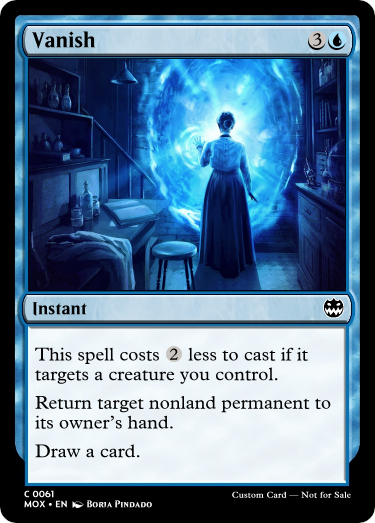 Vanish 3
Instant
This spell costs 2 less to cast if it
targets a creature you control.
Return target nonland permanent to
its owner's hand.
Draw a card.
C 0061
MOX • EN Borja Pindado
Custom Card — Not for Sale